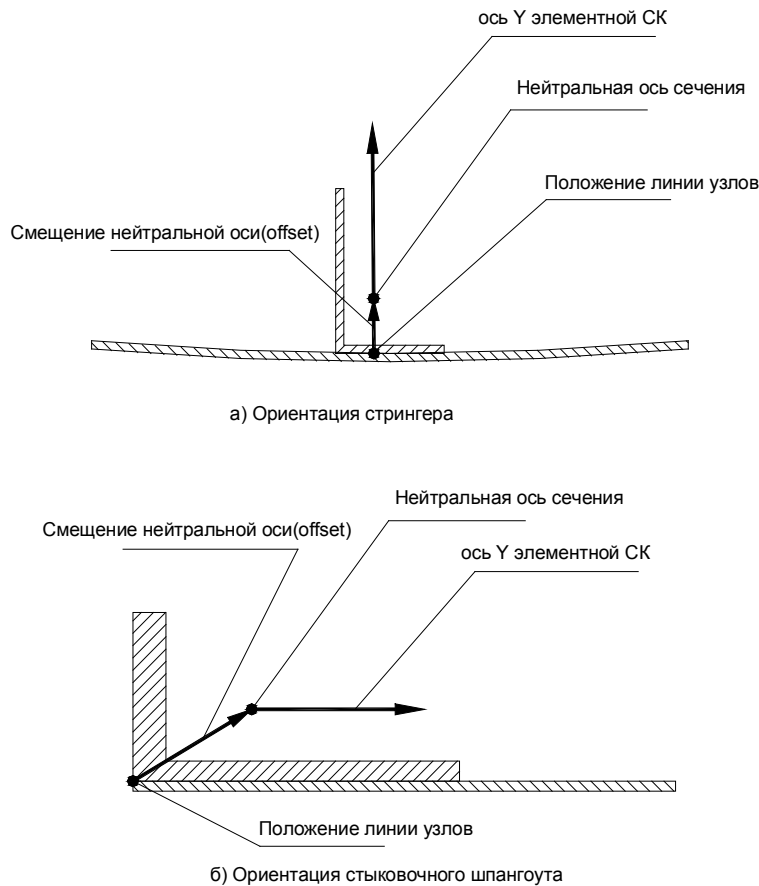 ось Y элементной СК
Нейтральная ось сечения
Положение линии узлов
Смещение нейтральной оси(offset)
а) Ориентация стрингера
Нейтральная ось сечения
Смещение нейтральной оси(offset)
ось Y элементной СК
Положение линии узлов
б) Ориентация стыковочного шпангоута